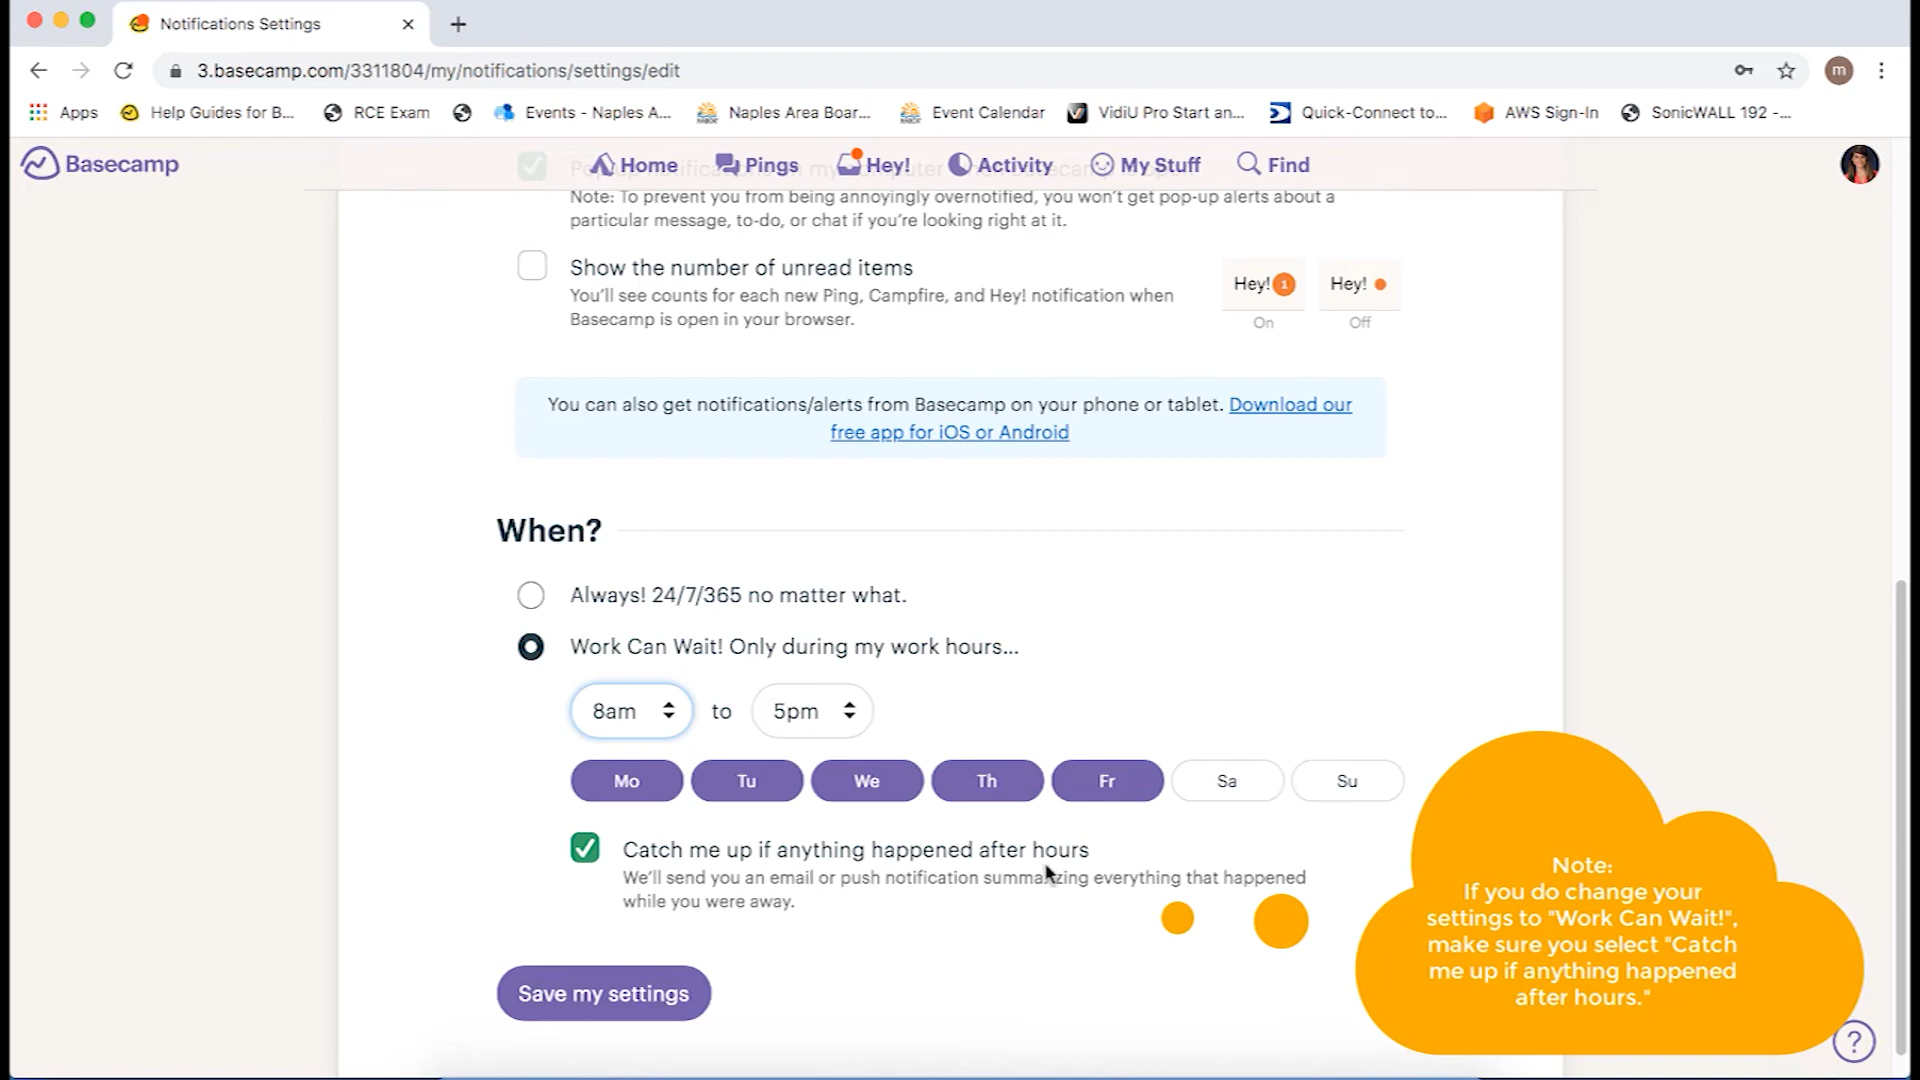 Notifications Settings
3.basecamp.com/3311804/my/notifications/settings/edit
m
Apps
Help Guides for B...
RCE Exam
Events - Naples A...
Naples Area Boar...
Event Calendar
VidiU Pro Start an...
Quick-Connect to...
AWS Sign-In
SonicWALL 192 -...
Basecamp
Home
Pings
Hey!
Activity
My Stuff
Find
Note: To prevent you from being annoyingly overnotified, you won't get pop-up alerts about a
particular message, to-do, or chat if you're looking right at it.
Show the number of unread items
You'll see counts for each new Ping, Campfire, and Hey! notification when
Basecamp is open in your browser.
Hey! 1
Hey!
On
Off
You can also get notifications/alerts from Basecamp on your phone or tablet. Download our
free app for iOS or Android
When?
Always! 24/7/365 no matter what.
Work Can Wait! Only during my work hours...
8am to 5pm
Mo Tu We Th Fr Sa Su
Catch me up if anything happened after hours
We'll send you an email or push notification summarizing everything that happened
while you were away.
Save my settings
Note:
If you do change your
settings to "Work Can Wait!",
make sure you select "Catch
me up if anything happened
after hours."
?